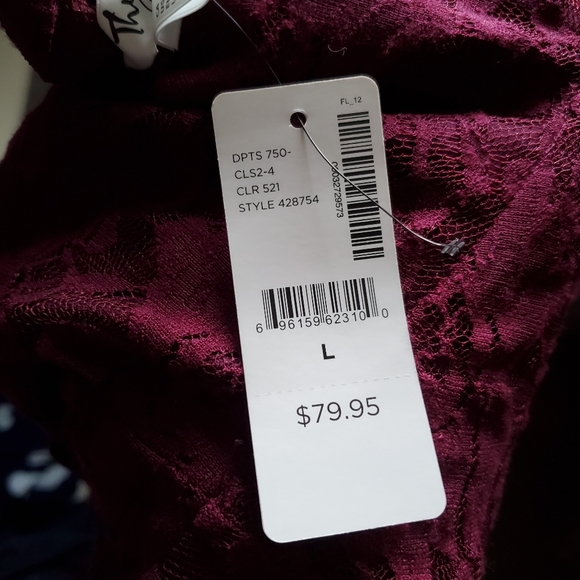 FL_12
DPTS 750-
CLS2-4
CLR 521
STYLE 428754
6 96159 62310 0
L
$79.95